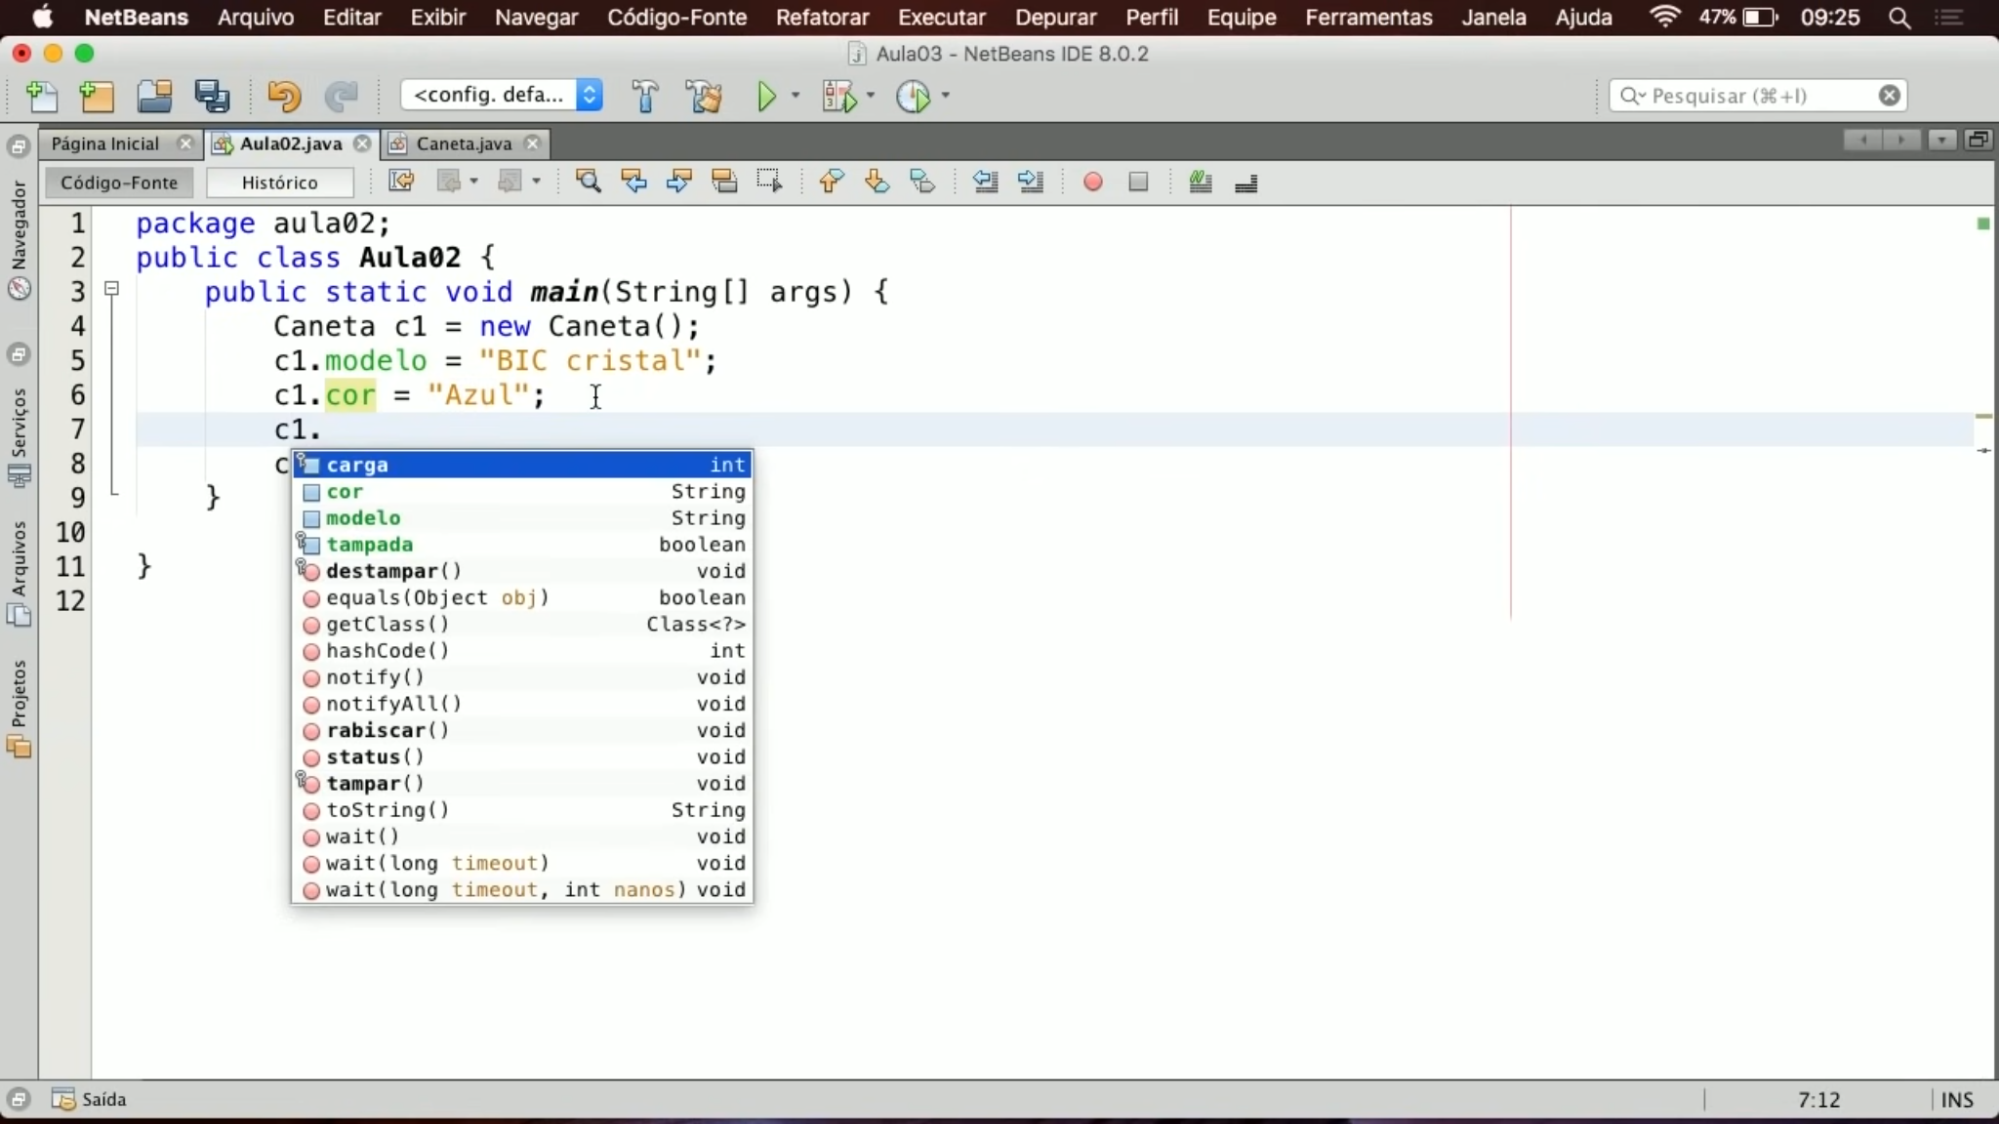 NetBeans Arquivo Editar Exibir Navegar Código-Fonte Refatorar Executar Depurar Perfil Equipe Ferramentas Janela Ajuda 47% 09:25
Aula03 - NetBeans IDE 8.0.2
<config. defa... Pesquisar (⌘+I)
Página Inicial Aula02.java Caneta.java
Código-Fonte Histórico
Navegador
Serviços
Arquivos
Projetos
1 package aula02;
2 public class Aula02 {
3 public static void main(String[] args) {
4 Caneta c1 = new Caneta();
5 c1.modelo = "BIC cristal";
6 c1.cor = "Azul";
7 c1.
8 c
9 }
10
11 }
12
carga int
cor String
modelo String
tampada boolean
destampar() void
equals(Object obj) boolean
getClass() Class<?>
hashCode() int
notify() void
notifyAll() void
rabiscar() void
status() void
tampar() void
toString() String
wait() void
wait(long timeout) void
wait(long timeout, int nanos) void
Saída 7:12 INS